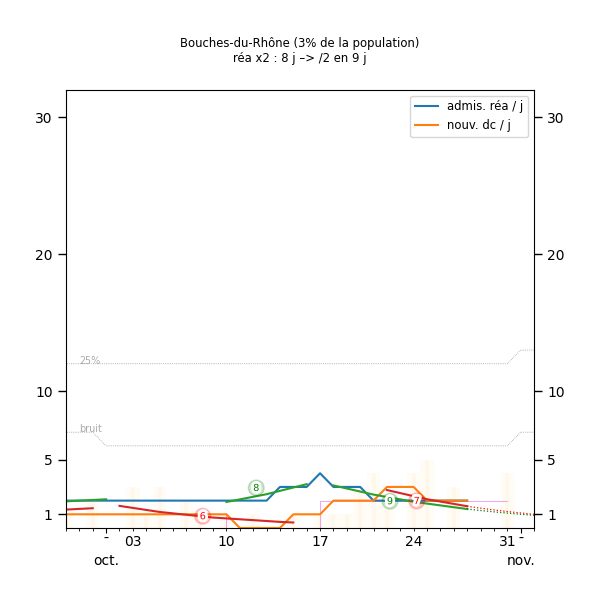 Bouches-du-Rhône (3% de la population)
réa x2 : 8 j –> /2 en 9 j
admis. réa / j
nouv. dc / j
30 30
20 20
25%
10 10
bruit
5 5
8
9 7
6
1 1
03 10 17 24 31
oct. nov.